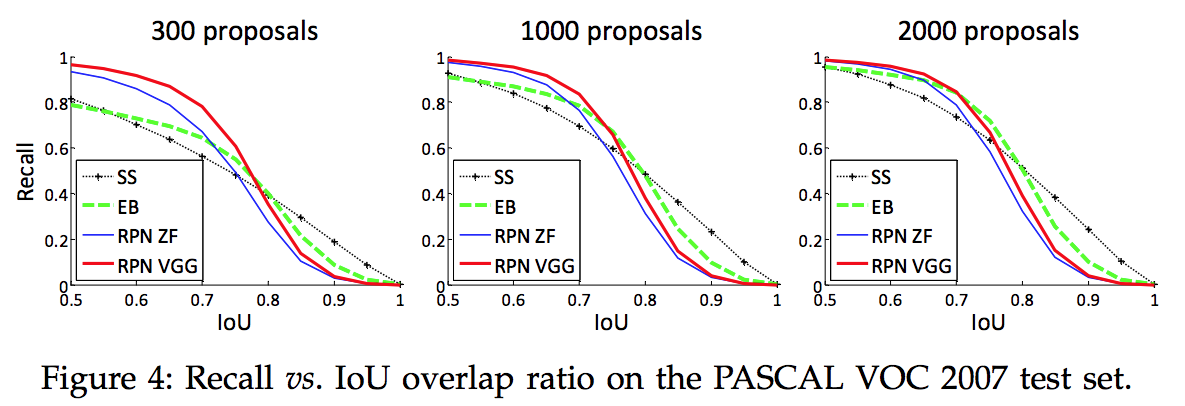 300 proposals
1000 proposals
2000 proposals
Recall
1
0.8
0.6
0.4
0.2
0
SS
EB
RPN ZF
RPN VGG
0.5 0.6 0.7 0.8 0.9 1
IoU
1
0.8
0.6
0.4
0.2
0
SS
EB
RPN ZF
RPN VGG
0.5 0.6 0.7 0.8 0.9 1
IoU
1
0.8
0.6
0.4
0.2
0
SS
EB
RPN ZF
RPN VGG
0.5 0.6 0.7 0.8 0.9 1
IoU
Figure 4: Recall vs. IoU overlap ratio on the PASCAL VOC 2007 test set.